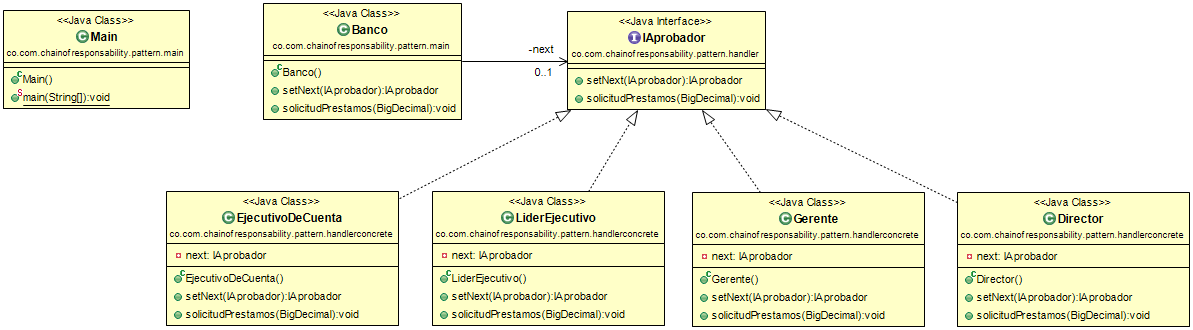 <<Java Class>>
Main
co.com.chainofresponsability.pattern.main
Main()
main(String[]):void
<<Java Class>>
Banco
co.com.chainofresponsability.pattern.main
Banco()
setNext(IAprobador):IAprobador
solicitudPrestamos(BigDecimal):void
-next
0..1
<<Java Interface>>
IAprobador
co.com.chainofresponsability.pattern.handler
setNext(IAprobador):IAprobador
solicitudPrestamos(BigDecimal):void
<<Java Class>>
EjecutivoDeCuenta
co.com.chainofresponsability.pattern.handlerconcrete
next: IAprobador
EjecutivoDeCuenta()
setNext(IAprobador):IAprobador
solicitudPrestamos(BigDecimal):void
<<Java Class>>
LiderEjecutivo
co.com.chainofresponsability.pattern.handlerconcrete
next: IAprobador
LiderEjecutivo()
setNext(IAprobador):IAprobador
solicitudPrestamos(BigDecimal):void
<<Java Class>>
Gerente
co.com.chainofresponsability.pattern.handlerconcrete
next: IAprobador
Gerente()
setNext(IAprobador):IAprobador
solicitudPrestamos(BigDecimal):void
<<Java Class>>
Director
co.com.chainofresponsability.pattern.handlerconcrete
next: IAprobador
Director()
setNext(IAprobador):IAprobador
solicitudPrestamos(BigDecimal):void